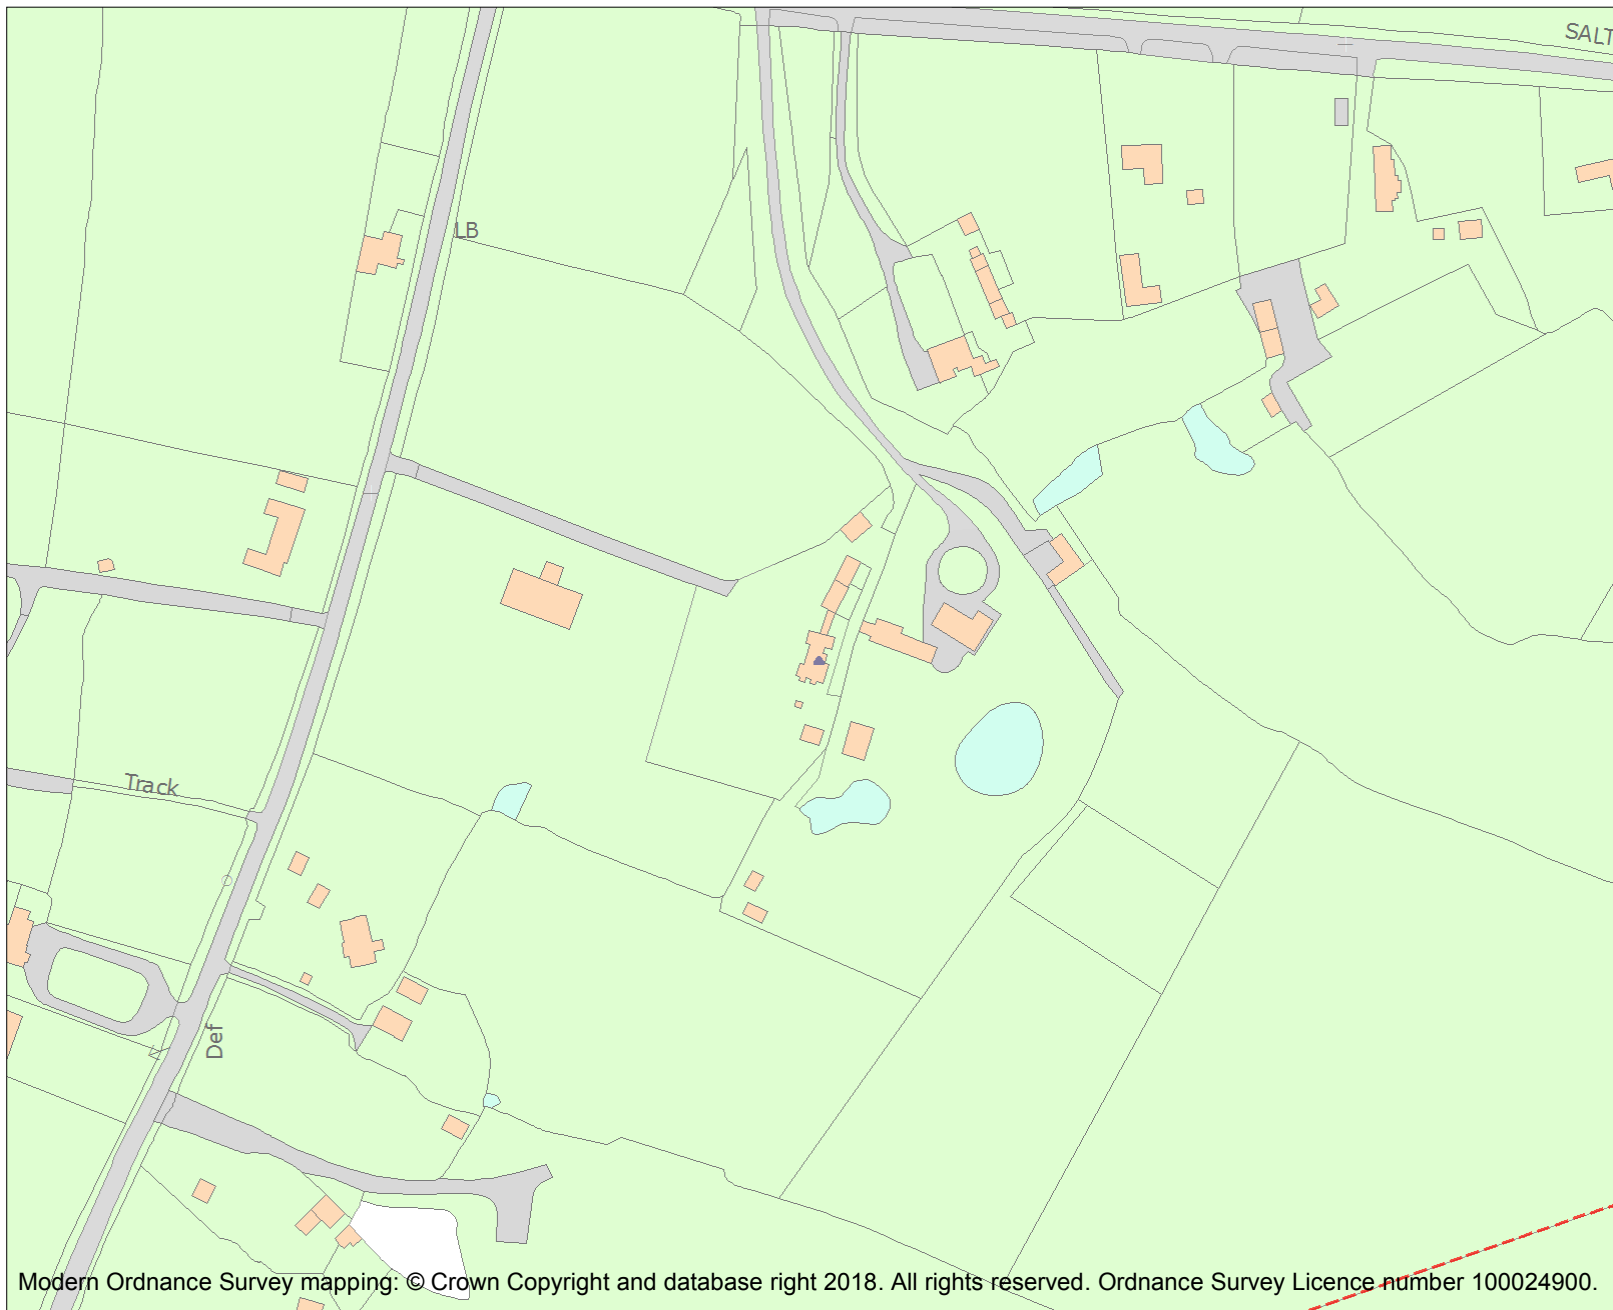 SALT
LB
Track
Def
Modern Ordnance Survey mapping: © Crown Copyright and database right 2018. All rights reserved. Ordnance Survey Licence number 100024900.